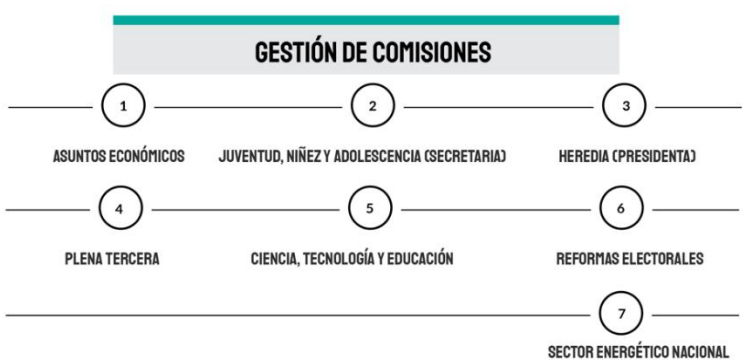 GESTIÓN DE COMISIONES
1
2
3
ASUNTOS ECONÓMICOS
JUVENTUD, NIÑEZ Y ADOLESCENCIA (SECRETARIA)
HEREDIA (PRESIDENTA)
4
5
6
PLENA TERCERA
CIENCIA, TECNOLOGÍA Y EDUCACIÓN
REFORMAS ELECTORALES
7
SECTOR ENERGÉTICO NACIONAL